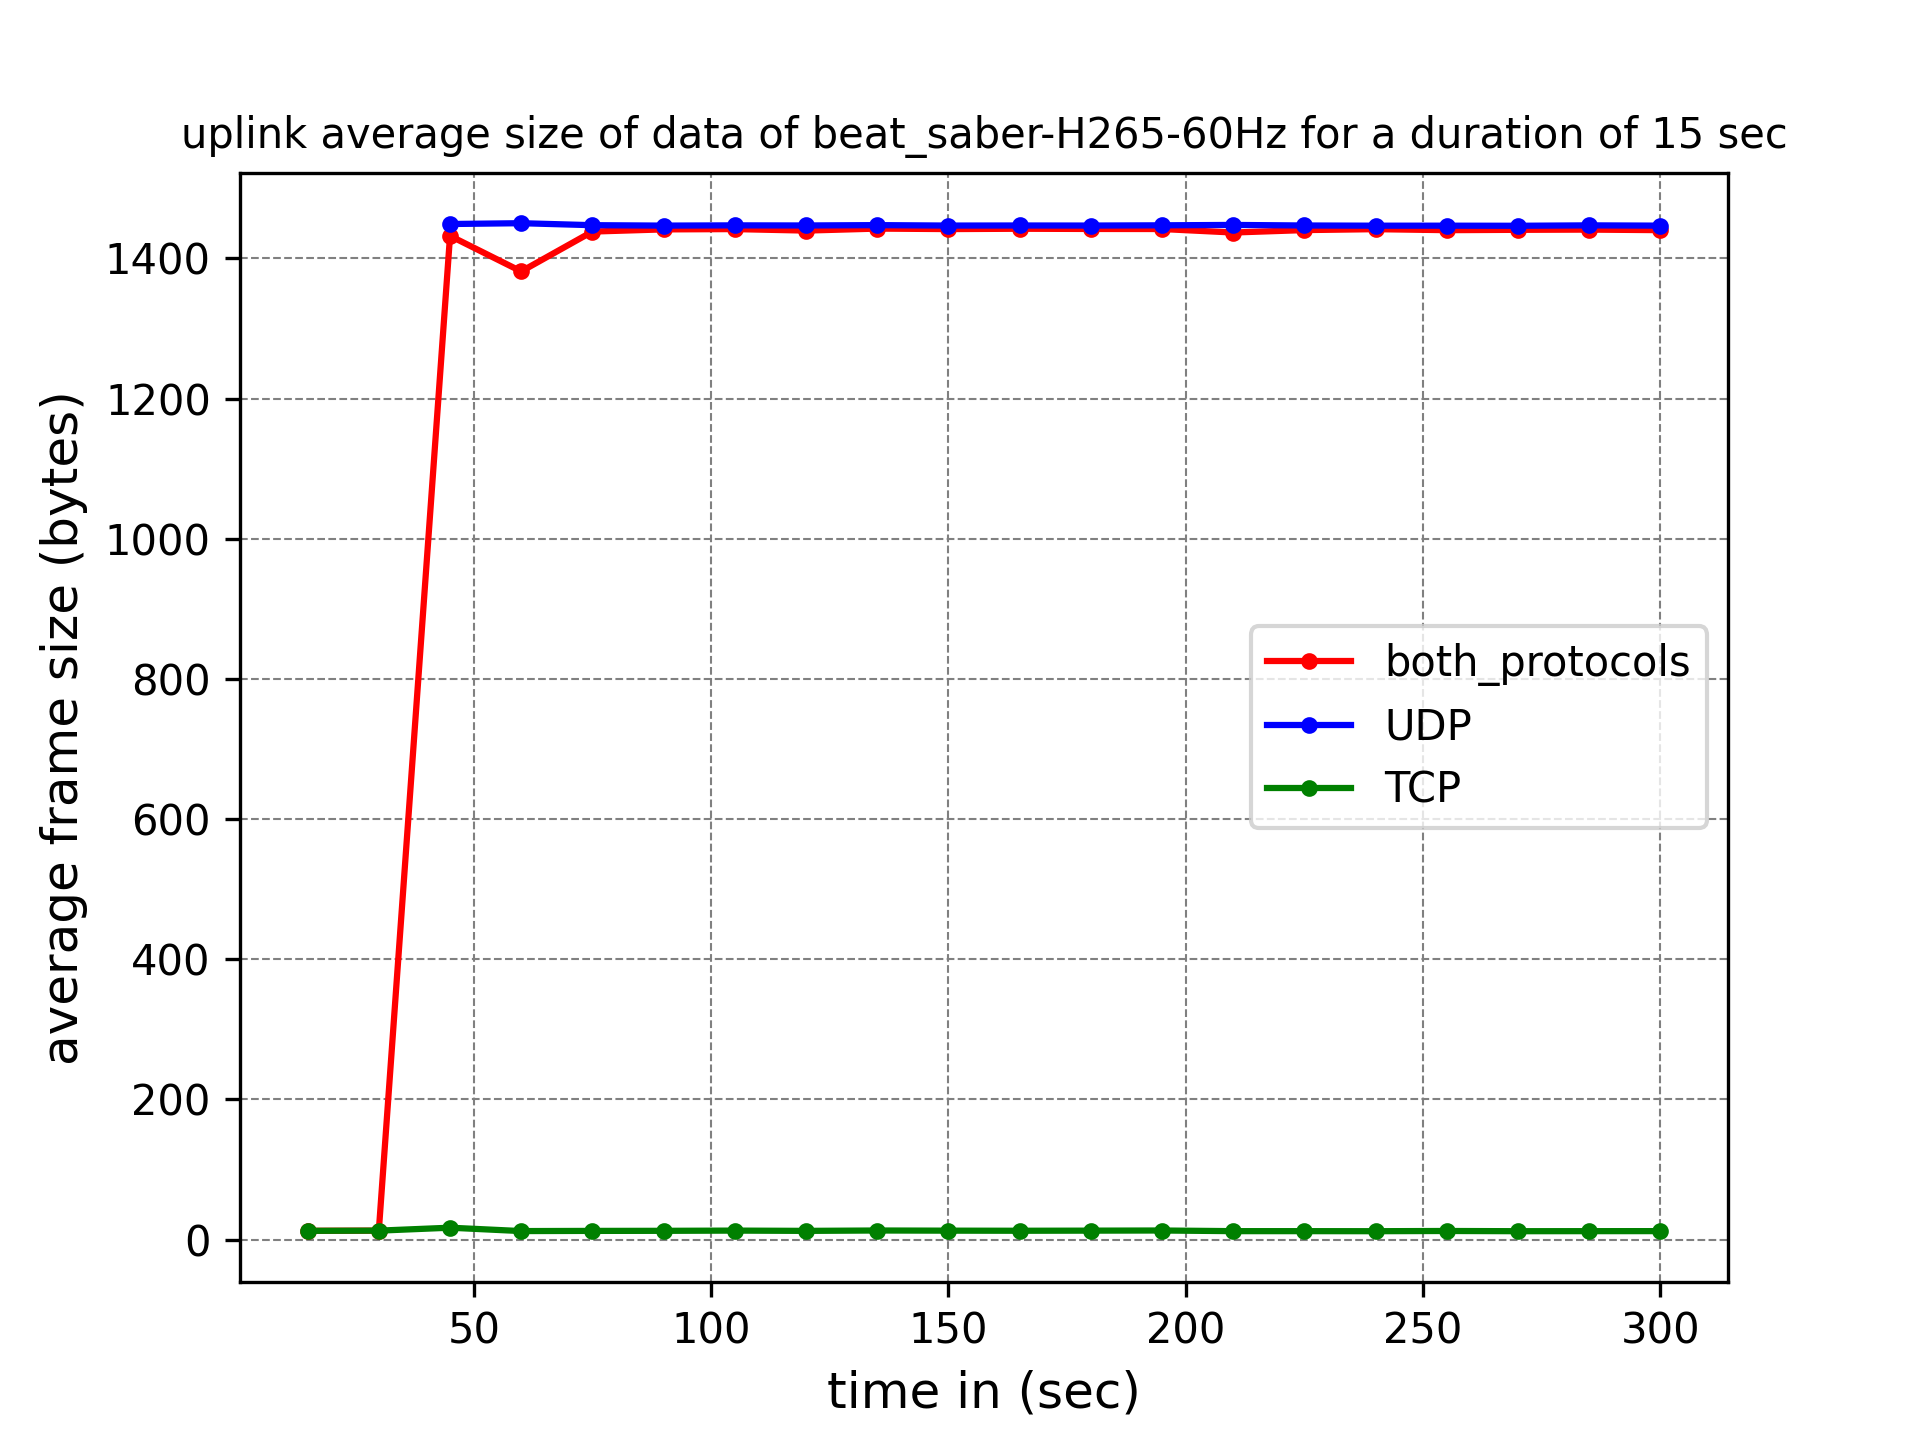 uplink average size of data of beat_saber-H265-60Hz for a duration of 15 sec
average frame size (bytes)
1400
1200
1000
800
600
400
200
0
both_protocols
UDP
TCP
50 100 150 200 250 300
time in (sec)